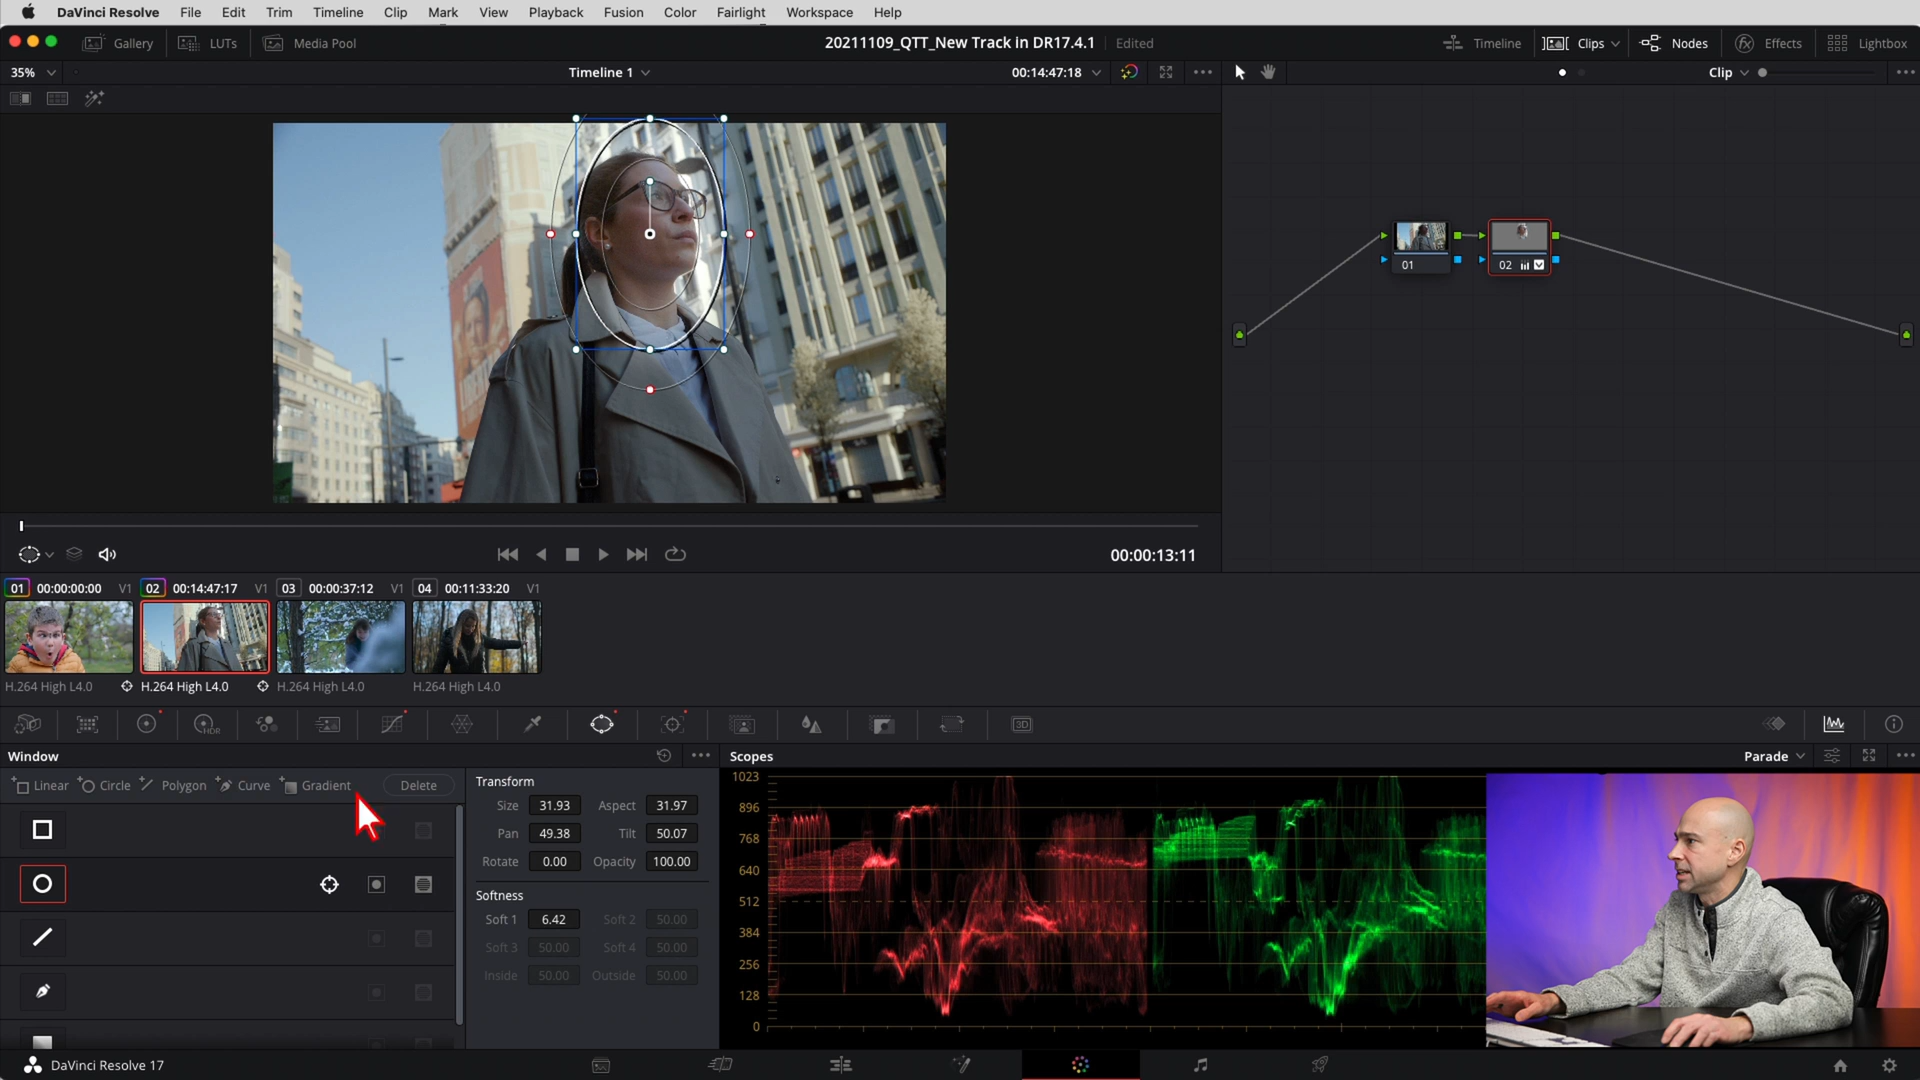 DaVinci Resolve File Edit Trim Timeline Clip Mark View Playback Fusion Color Fairlight Workspace Help
Gallery LUTs Media Pool 20211109_QTT_New Track in DR17.4.1 Edited Timeline Clips Nodes Effects Lightbox
35% Timeline 1 00:14:47:18 Clip
01 02
00:00:13:11
01 00:00:00:00 V1 02 00:14:47:17 V1 03 00:00:37:12 V1 04 00:11:33:20 V1
H.264 High L4.0 H.264 High L4.0 H.264 High L4.0 H.264 High L4.0
HDR 3D
Window Scopes Parade
Linear Circle Polygon Curve Gradient Delete
Transform
Size 31.93 Aspect 31.97
Pan 49.38 Tilt 50.07
Rotate 0.00 Opacity 100.00
Softness
Soft 1 6.42 Soft 2 50.00
Soft 3 50.00 Soft 4 50.00
Inside 50.00 Outside 50.00
1023
896
768
640
512
384
256
128
0
DaVinci Resolve 17